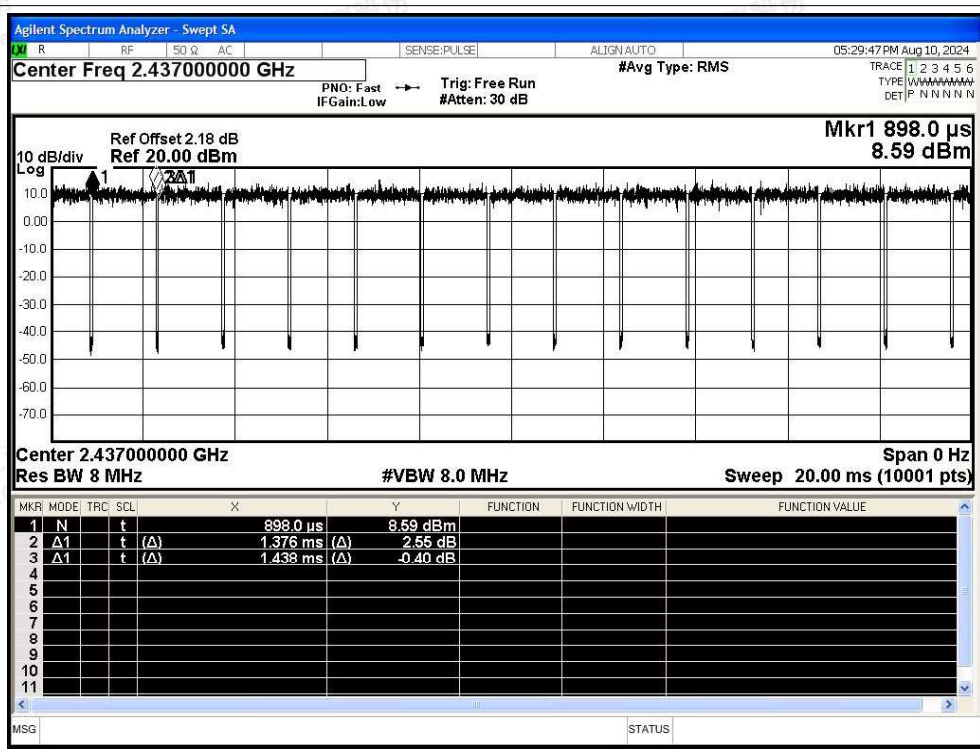 Agilent Spectrum Analyzer - Swept SA
LXI R RF 50 Ω AC SENSE:PULSE ALIGN AUTO 05:29:47 PM Aug 10, 2024
Center Freq 2.437000000 GHz #Avg Type: RMS TRACE 1 2 3 4 5 6
PNO: Fast Trig: Free Run TYPE WWWWWW
IFGain:Low #Atten: 30 dB DET P N N N N N
Mkr1 898.0 µs
Ref Offset 2.18 dB
10 dB/div Ref 20.00 dBm 8.59 dBm
Log
1 2 3Δ1
10.0
0.00
-10.0
-20.0
-30.0
-40.0
-50.0
-60.0
-70.0
Center 2.437000000 GHz Span 0 Hz
Res BW 8 MHz #VBW 8.0 MHz Sweep 20.00 ms (10001 pts)
MKR MODE TRC SCL X Y FUNCTION FUNCTION WIDTH FUNCTION VALUE
1 N t 898.0 µs 8.59 dBm
2 Δ1 t (Δ) 1.376 ms (Δ) 2.55 dB
3 Δ1 t (Δ) 1.438 ms (Δ) -0.40 dB
4
5
6
7
8
9
10
11
MSG STATUS